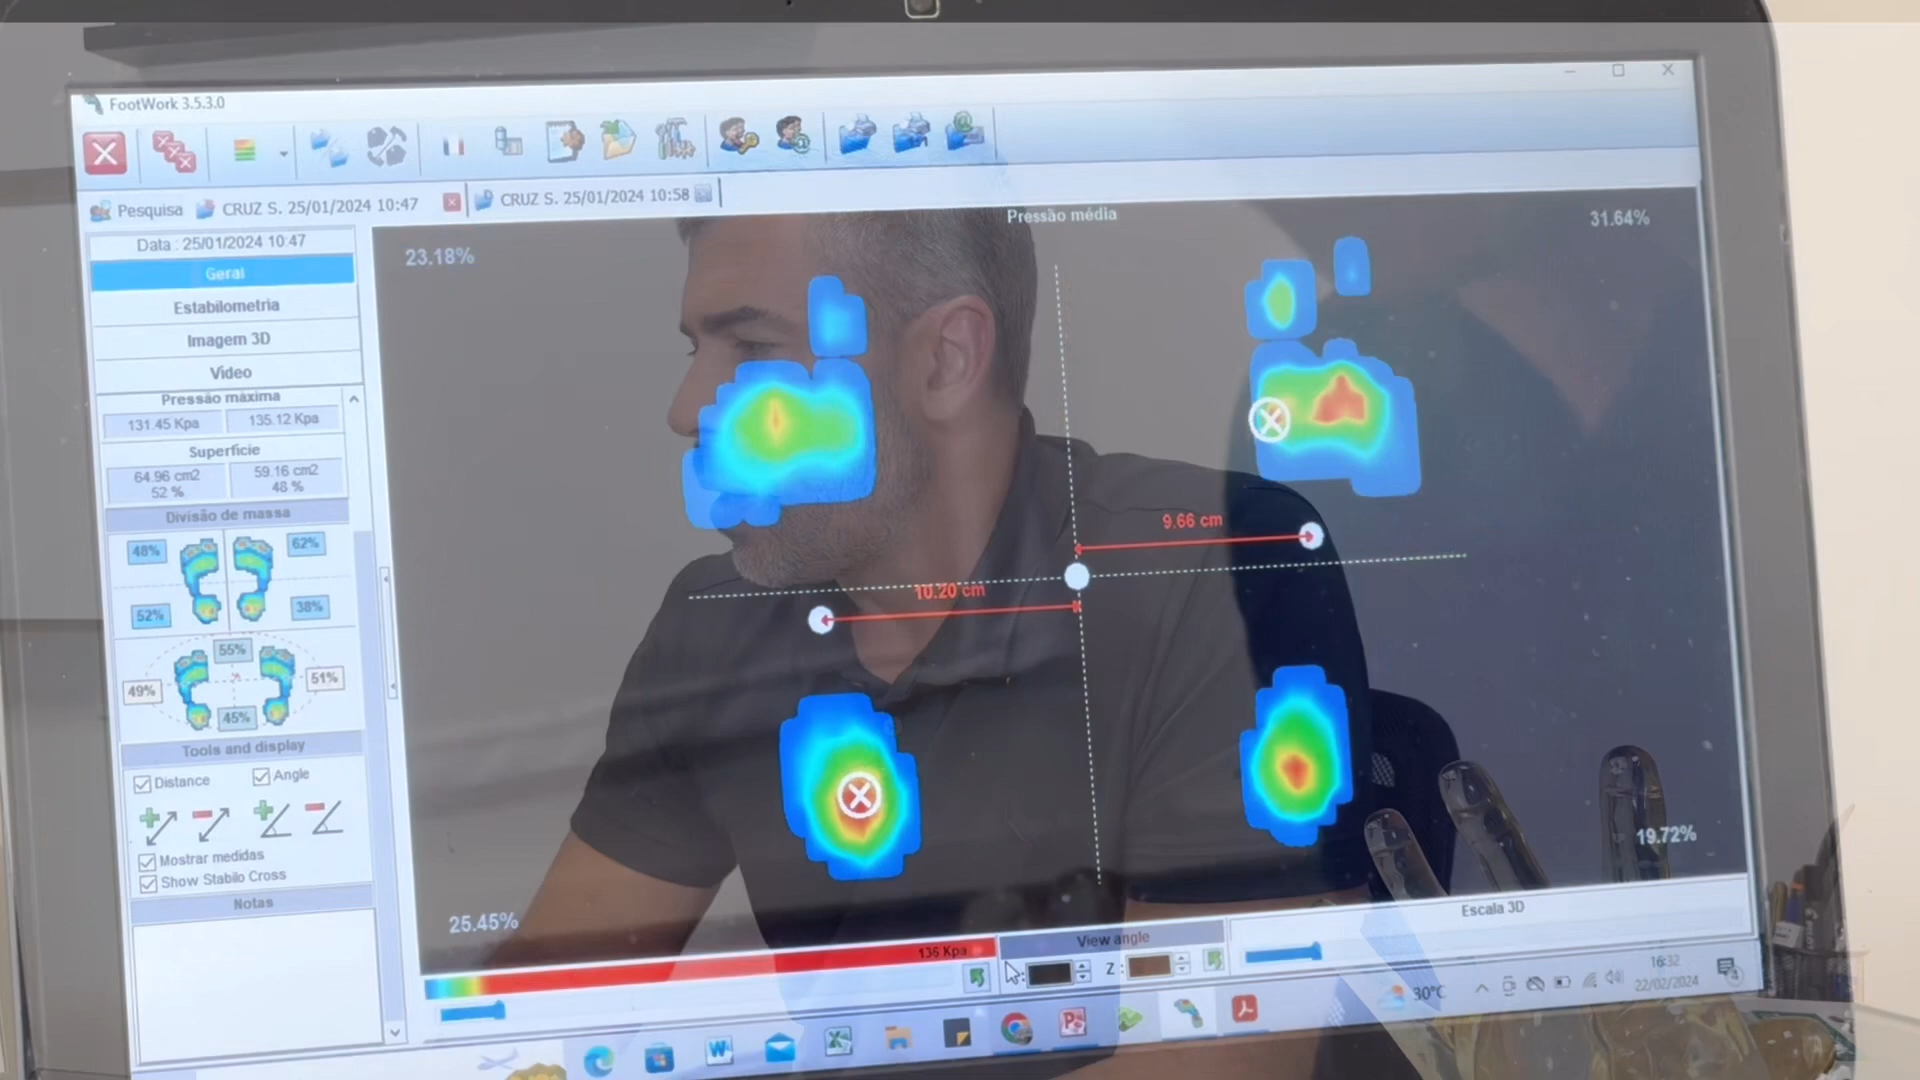 FootWork 3.5.3.0
Pesquisa
CRUZ S. 25/01/2024 10:47
CRUZ S. 25/01/2024 10:58
Data : 25/01/2024 10:47
Geral
Estabilometria
Imagem 3D
Vídeo
Pressão máxima
131.45 Kpa
135.12 Kpa
Superfície
64.96 cm2
52 %
59.16 cm2
48 %
Divisão de massa
48%
62%
52%
38%
55%
49%
51%
45%
Tools and display
Distance
Angle
Mostrar medidas
Show Stabilo Cross
Notas
Pressão média
23.18%
31.64%
9.66 cm
10.20 cm
25.45%
19.72%
136 Kpa
View angle
Z :
Escala 3D
30°C
16:32
22/02/2024